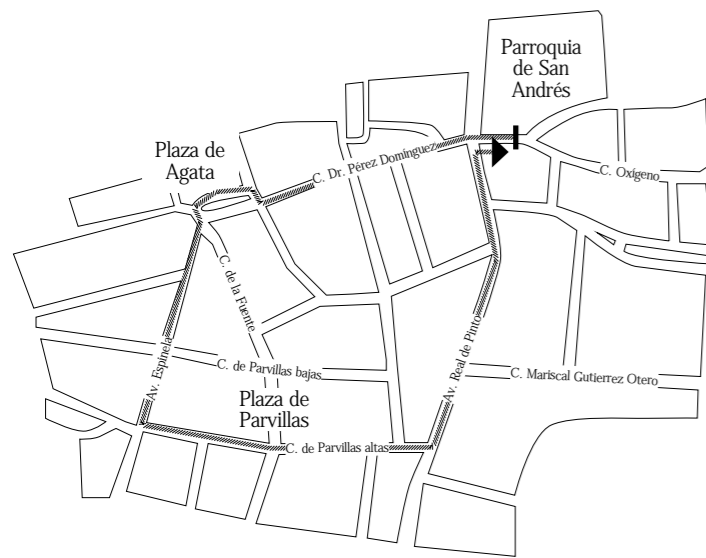 Parroquia
de San
Andrés
Plaza de
Agata
C. Dr. Pérez Dominguez
C. Oxígeno
C. de la Fuente
Av. Espinela
Av. Real de Pinto
C. de Parvillas bajas
C. Mariscal Gutierrez Otero
Plaza de
Parvillas
C. de Parvillas altas